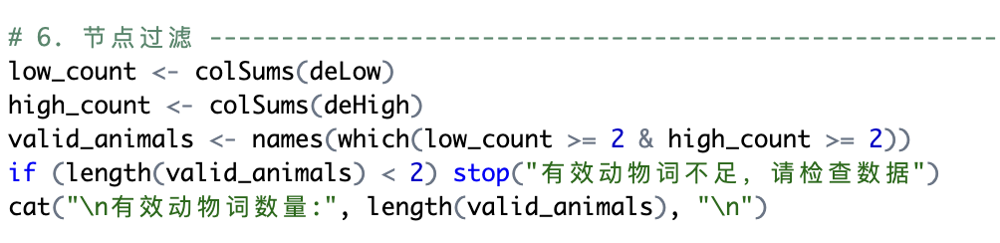 # 6. 节点过滤 -------------------------------------------------------
low_count <- colSums(deLow)
high_count <- colSums(deHigh)
valid_animals <- names(which(low_count >= 2 & high_count >= 2))
if (length(valid_animals) < 2) stop("有效动物词不足，请检查数据")
cat("\n有效动物词数量:", length(valid_animals), "\n")